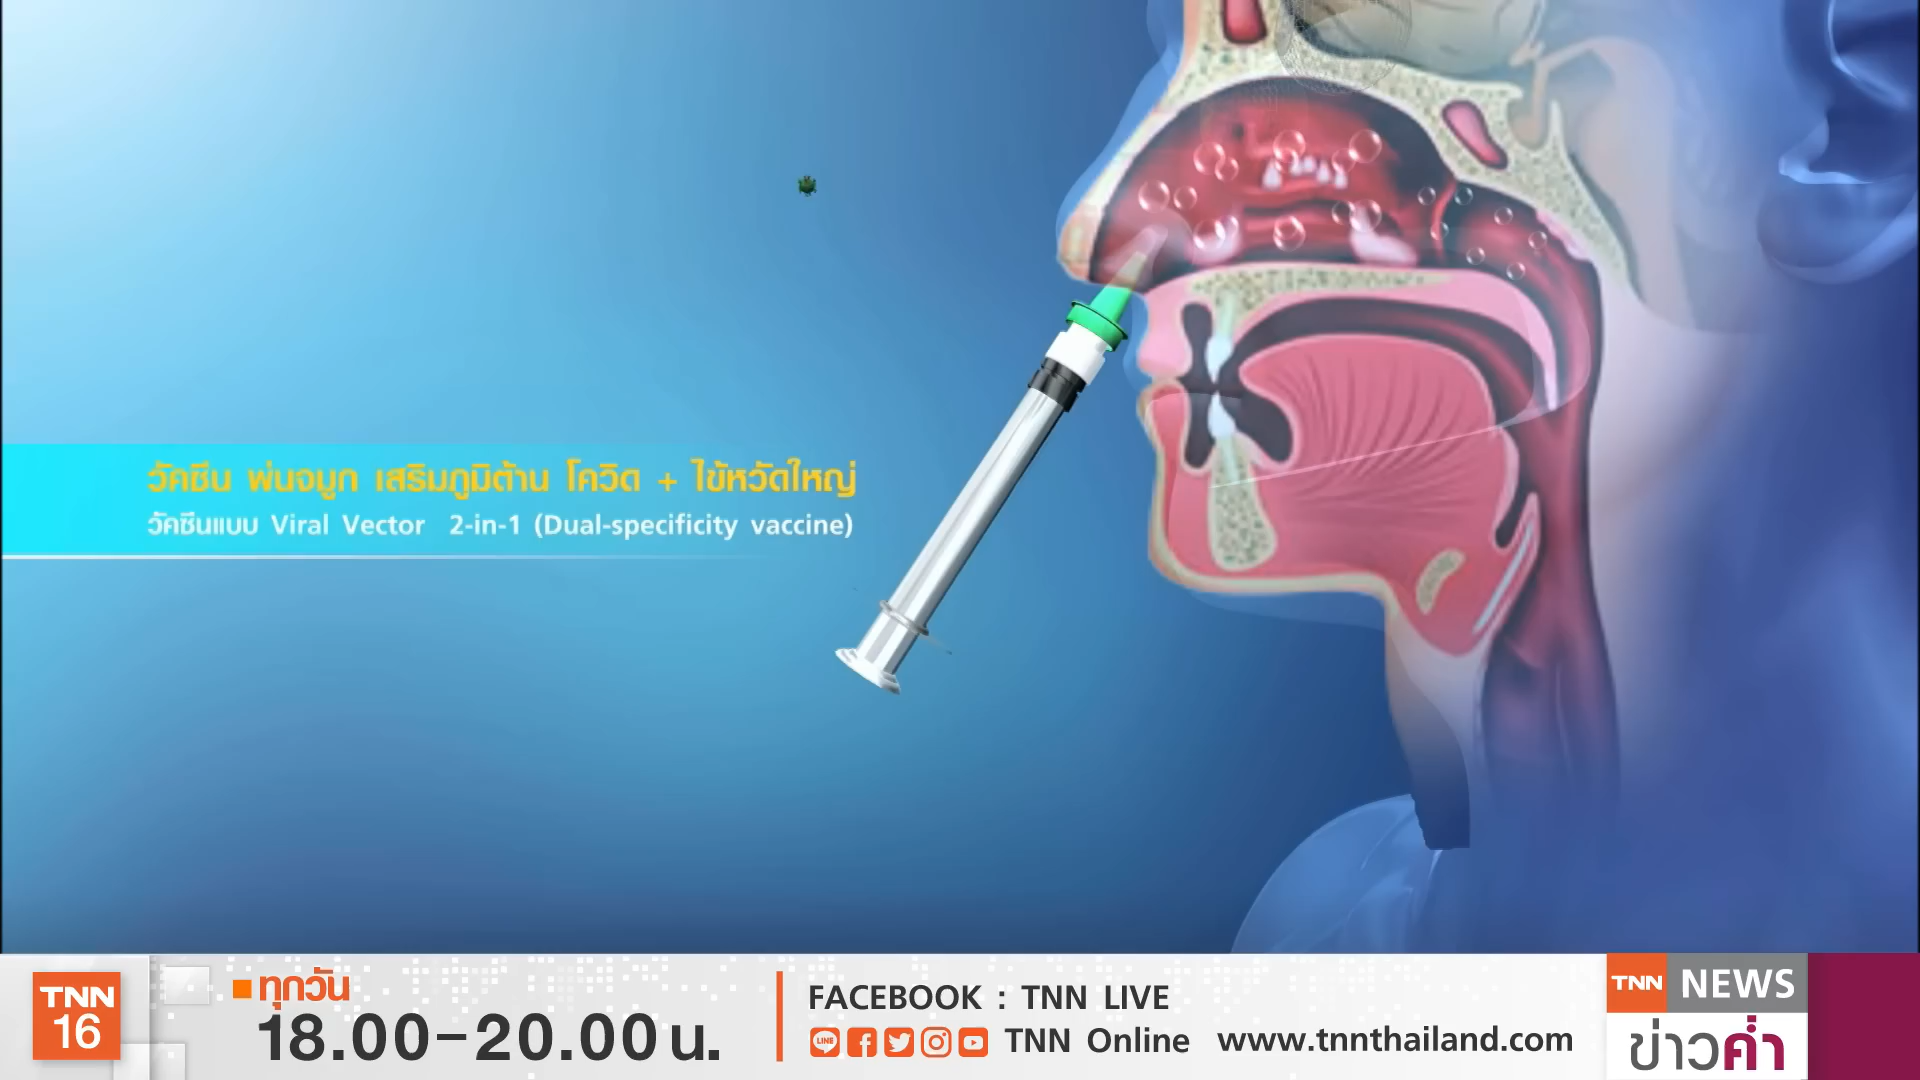 วัคซีน พ่นจมูก เสริมภูมิต้าน โควิด + ไข้หวัดใหญ่
วัคซีนแบบ Viral Vector 2-in-1 (Dual-specificity vaccine)
TNN
16
ทุกวัน
18.00-20.00 น.
FACEBOOK : TNN LIVE
LINE TNN Online www.tnnthailand.com
TNN NEWS
ข่าวค่ำ